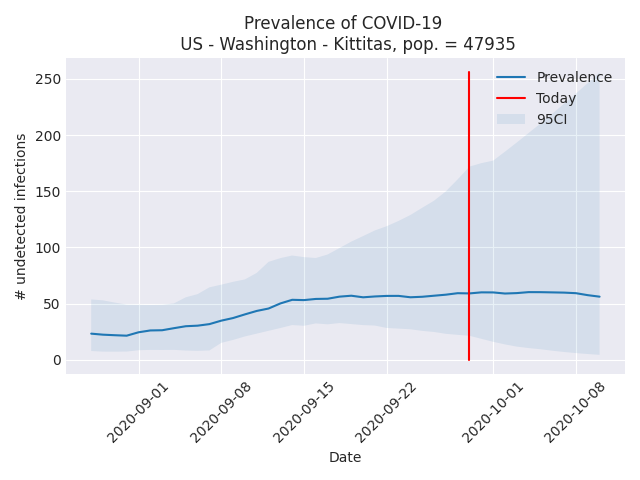 Prevalence of COVID-19
US - Washington - Kittitas, pop. = 47935
Prevalence
Today
95CI
# undetected infections
250
200
150
100
50
0
2020-09-01
2020-09-08
2020-09-15
2020-09-22
2020-10-01
2020-10-08
Date